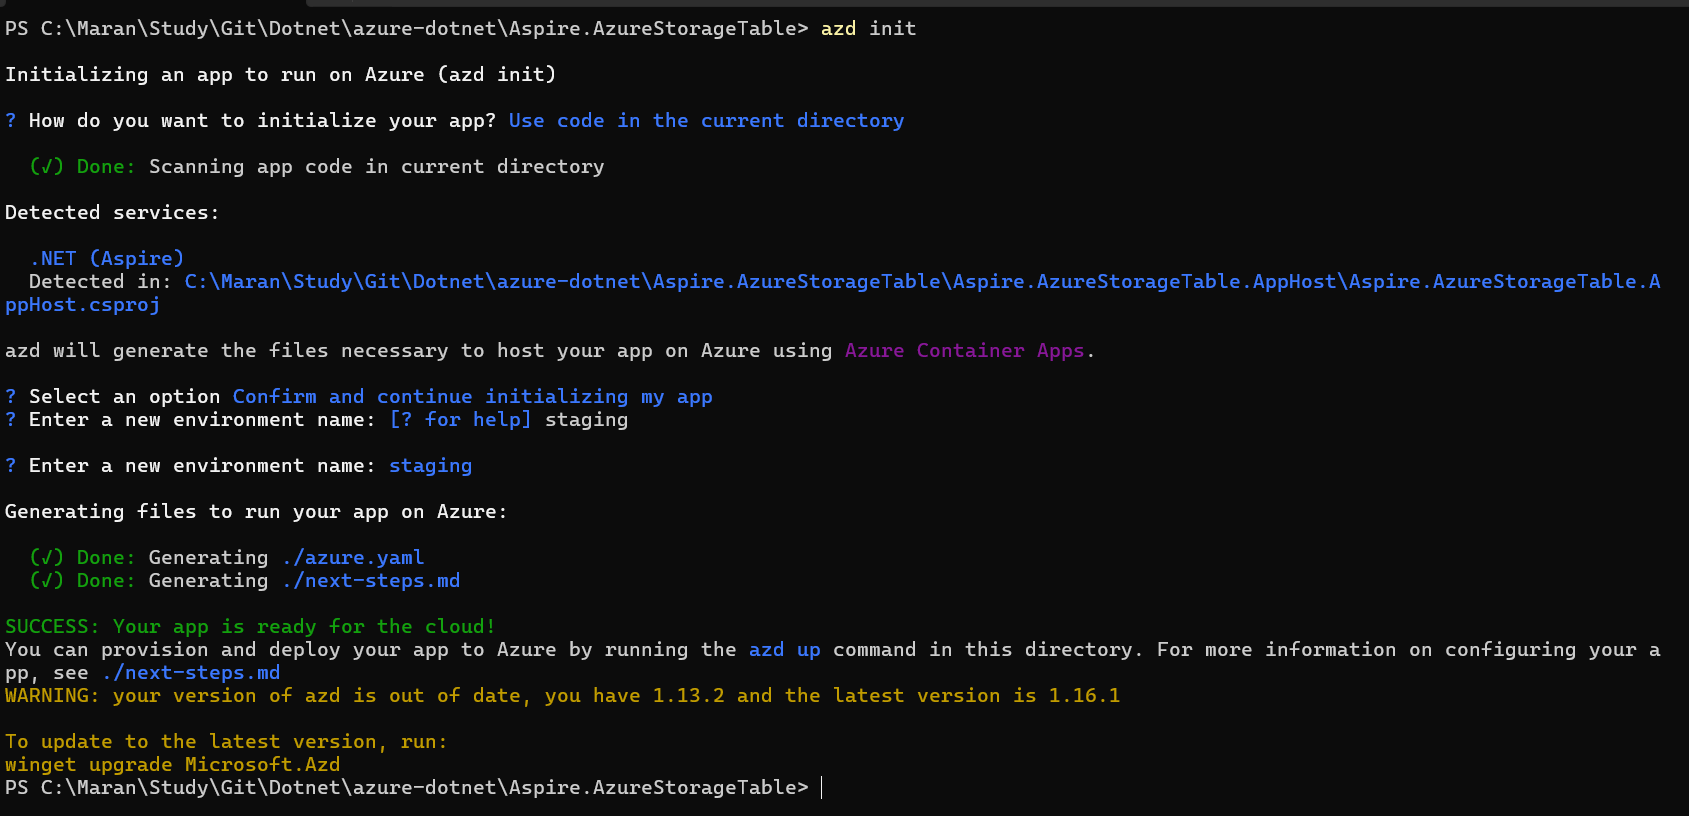 PS C:\Maran\Study\Git\Dotnet\azure-dotnet\Aspire.AzureStorageTable> azd init
Initializing an app to run on Azure (azd init)
? How do you want to initialize your app? Use code in the current directory
(√) Done: Scanning app code in current directory
Detected services:
.NET (Aspire)
Detected in: C:\Maran\Study\Git\Dotnet\azure-dotnet\Aspire.AzureStorageTable\Aspire.AzureStorageTable.AppHost\Aspire.AzureStorageTable.A
ppHost.csproj
azd will generate the files necessary to host your app on Azure using Azure Container Apps.
? Select an option Confirm and continue initializing my app
? Enter a new environment name: [? for help] staging
? Enter a new environment name: staging
Generating files to run your app on Azure:
(√) Done: Generating ./azure.yaml
(√) Done: Generating ./next-steps.md
SUCCESS: Your app is ready for the cloud!
You can provision and deploy your app to Azure by running the azd up command in this directory. For more information on configuring your a
pp, see ./next-steps.md
WARNING: your version of azd is out of date, you have 1.13.2 and the latest version is 1.16.1
To update to the latest version, run:
winget upgrade Microsoft.Azd
PS C:\Maran\Study\Git\Dotnet\azure-dotnet\Aspire.AzureStorageTable>